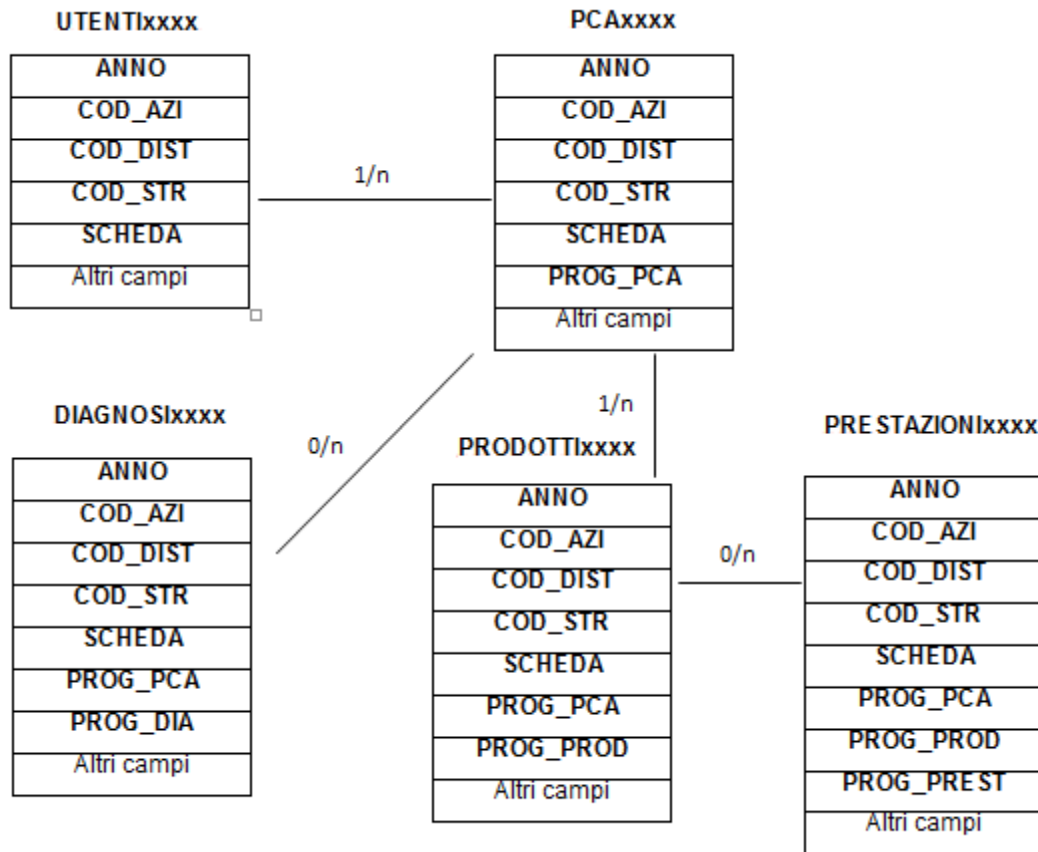 UTENTIxxxx
ANNO
COD_AZI
COD_DIST
COD_STR
SCHEDA
Altri campi
1/n
PCAxxxx
ANNO
COD_AZI
COD_DIST
COD_STR
SCHEDA
PROG_PCA
Altri campi
0/n
1/n
DIAGNOSIxxxx
ANNO
COD_AZI
COD_DIST
COD_STR
SCHEDA
PROG_PCA
PROG_DIA
Altri campi
PRODOTTIxxxx
ANNO
COD_AZI
COD_DIST
COD_STR
SCHEDA
PROG_PCA
PROG_PROD
Altri campi
0/n
PRESTAZIONIxxxx
ANNO
COD_AZI
COD_DIST
COD_STR
SCHEDA
PROG_PCA
PROG_PROD
PROG_PREST
Altri campi